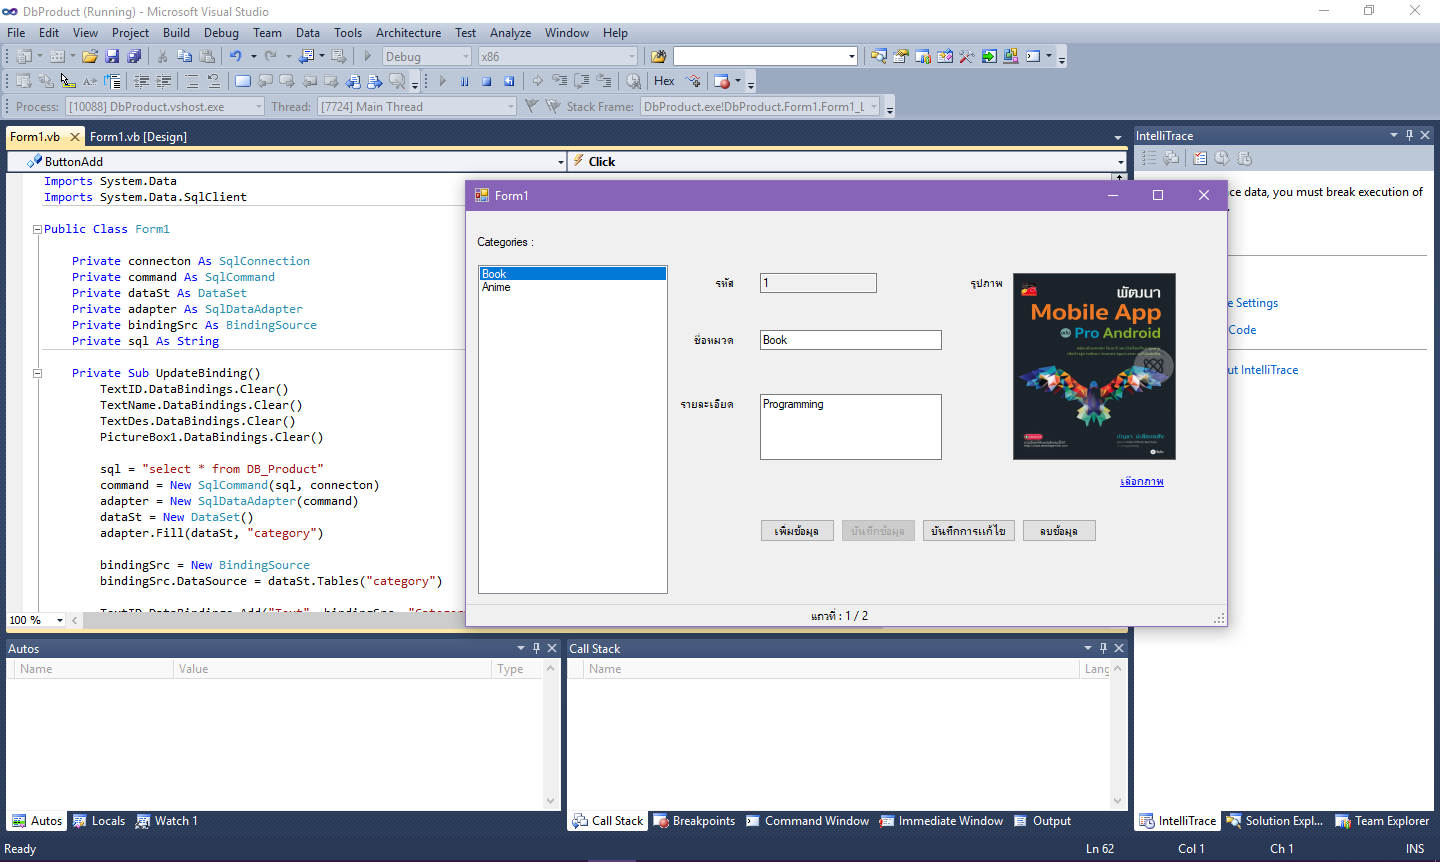 DbProduct (Running) - Microsoft Visual Studio
File Edit View Project Build Debug Team Data Tools Architecture Test Analyze Window Help
Debug x86
Hex
Process: [10088] DbProduct.vshost.exe Thread: [7724] Main Thread Stack Frame: DbProduct.exe!DbProduct.Form1.Form1_L
Form1.vb Form1.vb [Design]
ButtonAdd Click
Imports System.Data
Imports System.Data.SqlClient
Public Class Form1
Private connecton As SqlConnection
Private command As SqlCommand
Private dataSt As DataSet
Private adapter As SqlDataAdapter
Private bindingSrc As BindingSource
Private sql As String
Private Sub UpdateBinding()
TextID.DataBindings.Clear()
TextName.DataBindings.Clear()
TextDes.DataBindings.Clear()
PictureBox1.DataBindings.Clear()
sql = "select * from DB_Product"
command = New SqlCommand(sql, connecton)
adapter = New SqlDataAdapter(command)
dataSt = New DataSet()
adapter.Fill(dataSt, "category")
bindingSrc = New BindingSource
bindingSrc.DataSource = dataSt.Tables("category")
TextID.DataBindings.Add("Text", bindingSrc, "Categor
100 %
Form1
Categories :
Book
Anime
รหัส 1
ชื่อหมวด Book
รายละเอียด Programming
รูปภาพ
พัฒนา
Mobile App
แบบ Pro Android
เลือกภาพ
เพิ่มข้อมูล บันทึกข้อมูล บันทึกการแก้ไข ลบข้อมูล
แถวที่ : 1 / 2
IntelliTrace
ce data, you must break execution of
e Settings
Code
ut IntelliTrace
Autos
Name Value Type
Call Stack
Name Lang
Autos Locals Watch 1
Call Stack Breakpoints Command Window Immediate Window Output
IntelliTrace Solution Expl... Team Explorer
Ready Ln 62 Col 1 Ch 1 INS